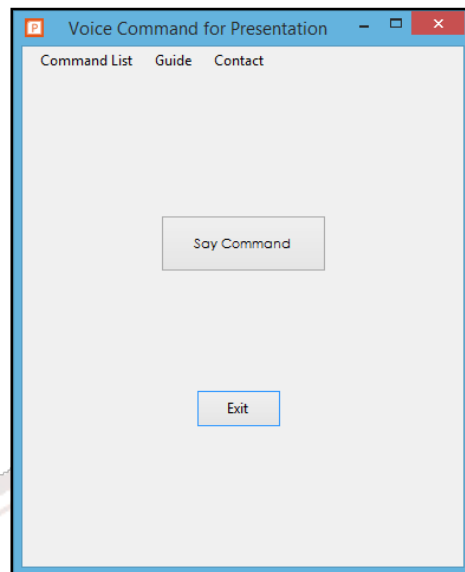 P Voice Command for Presentation
Command List Guide Contact
Say Command
Exit